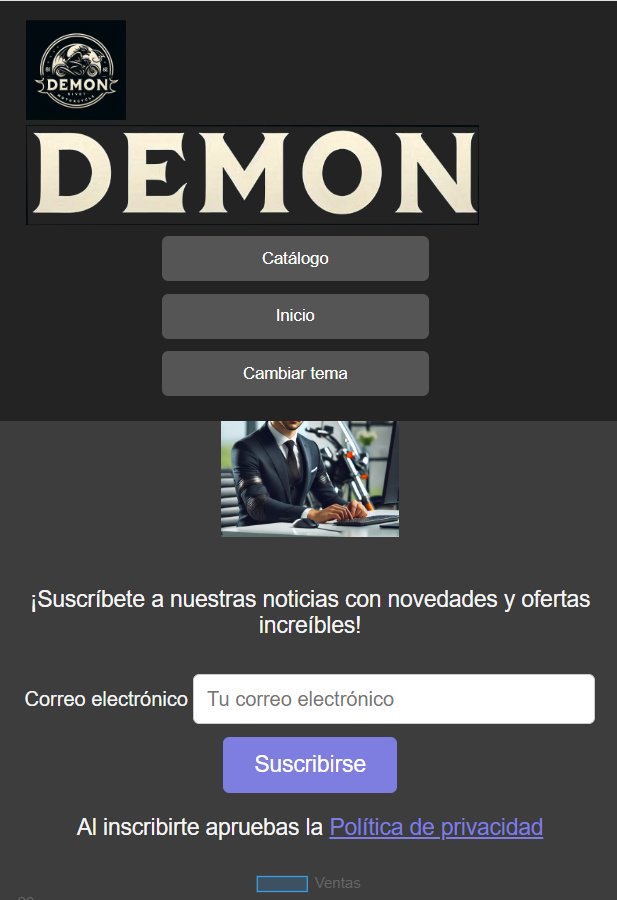 DEMON
DEMON
Catálogo
Inicio
Cambiar tema
¡Suscríbete a nuestras noticias con novedades y ofertas
increíbles!
Correo electrónico Tu correo electrónico
Suscribirse
Al inscribirte apruebas la Política de privacidad
Ventas